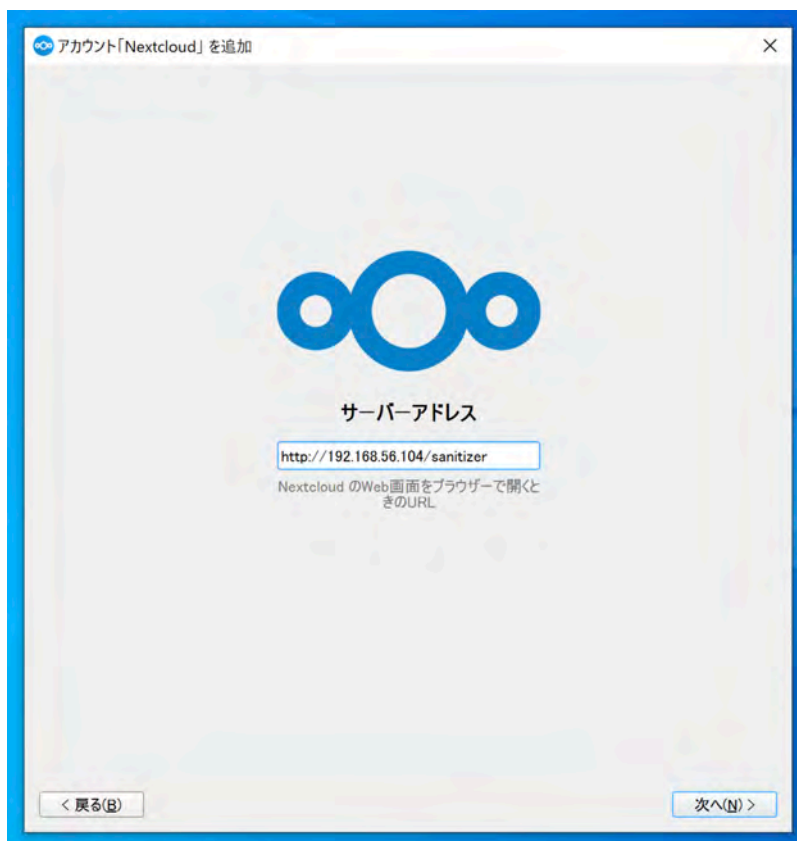 アカウント「Nextcloud」を追加
サーバーアドレス
http://192.168.56.104/sanitizer
Nextcloud のWeb画面をブラウザーで開くと
きのURL
< 戻る(B)
次へ(N) >